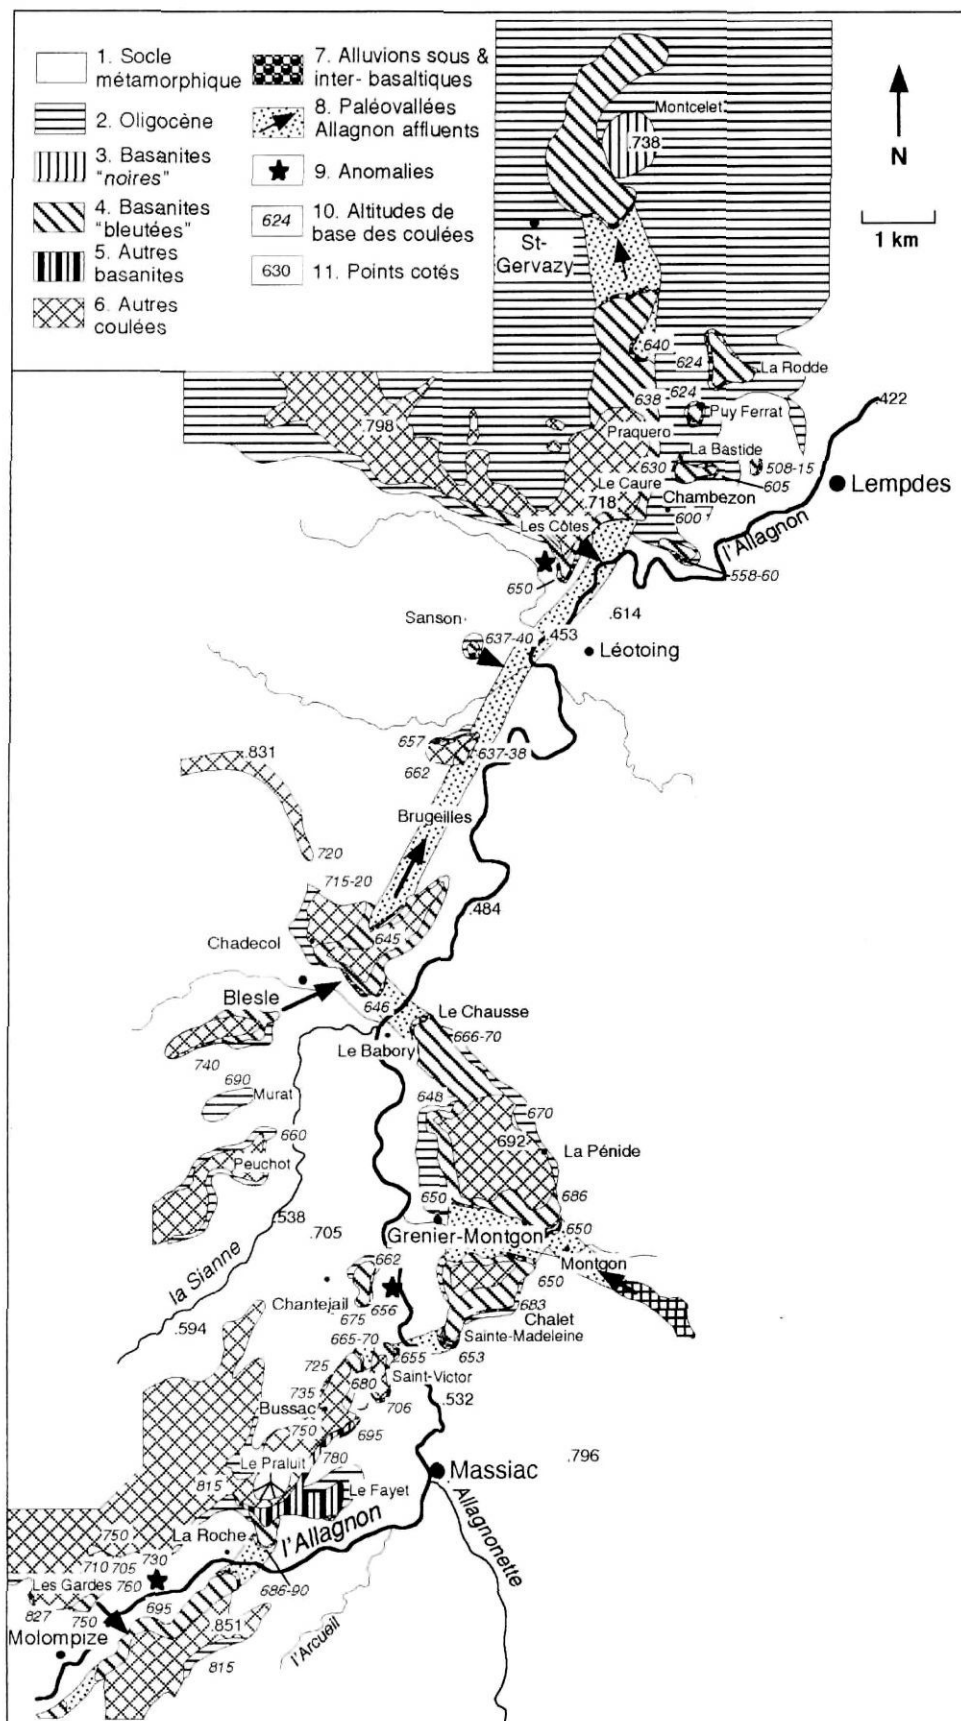 1. Socle
métamorphique
2. Oligocène
3. Basanites
"noires"
4. Basanites
"bleutées"
5. Autres
basanites
6. Autres
coulées
7. Alluvions sous &
inter- basaltiques
8. Paléovallées
Allagnon affluents
9. Anomalies
624
10. Altitudes de
base des coulées
630
11. Points cotés
N
1 km
Montcelet
.738
St-
Gervazy
640
624
La Rodde
624
638
Puy Ferrat
.422
.798
Praquero
La Bastide
630
508-15
605
Lempdes
Le Caure
Chambezon
.718
600
Les Côtes
l'Allagnon
558-60
650
.614
Sanson
637-40
.453
Léotoing
657
637-38
662
.831
Brugeilles
720
715-20
.484
645
Chadecol
Blesle
646
Le Chausse
666-70
Le Babory
740
690
Murat
648
670
660
692
La Pénide
Peuchot
686
650
.538
.705
Grenier-Montgon
650
Montgon
la Sianne
662
650
Chantejail
656
683
675
Chalet
.594
665-70
Sainte-Madeleine
655
653
725
Saint-Victor
680
735
.532
Bussac
706
695
750
780
.796
Le Praluit
Massiac
815
Le Fayet
Allagnonette
750
La Roche
l'Allagnon
710
705
730
Les Gardes
760
686-90
827
750
695
.851
Molompize
l'Arcueil
815